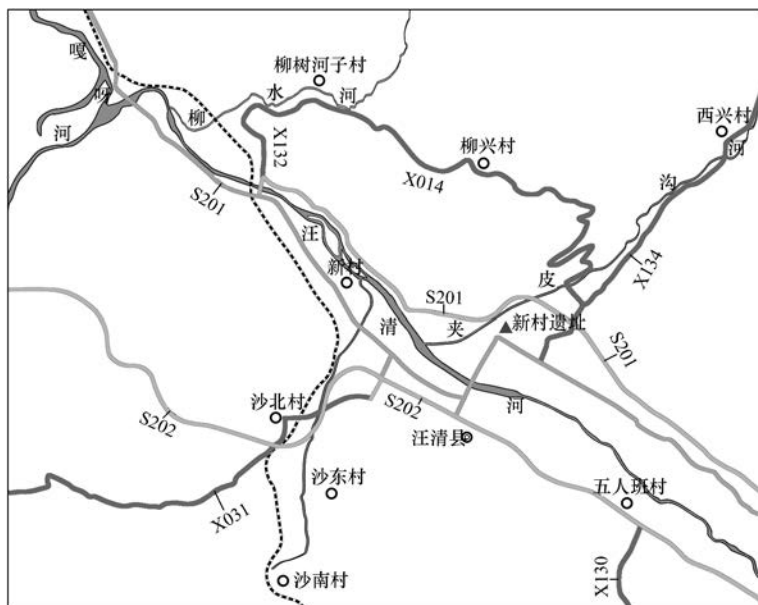 嘎
呀
河
柳树河子村
柳
水
河
西兴村
河
柳兴村
X132
X014
沟
S201
X134
汪
新村
皮
S201
新村遗址
清
夹
S201
沙北村
S202
S202
河
汪清县
X031
沙东村
五人班村
沙南村
X130